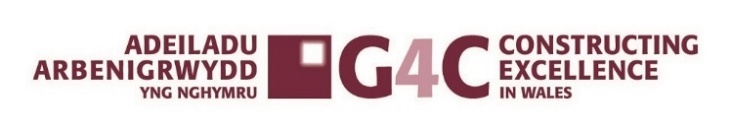 ADEILADU
ARBENIGRWYDD
YNG NGHYMRU
G4C
CONSTRUCTING
EXCELLENCE
IN WALES